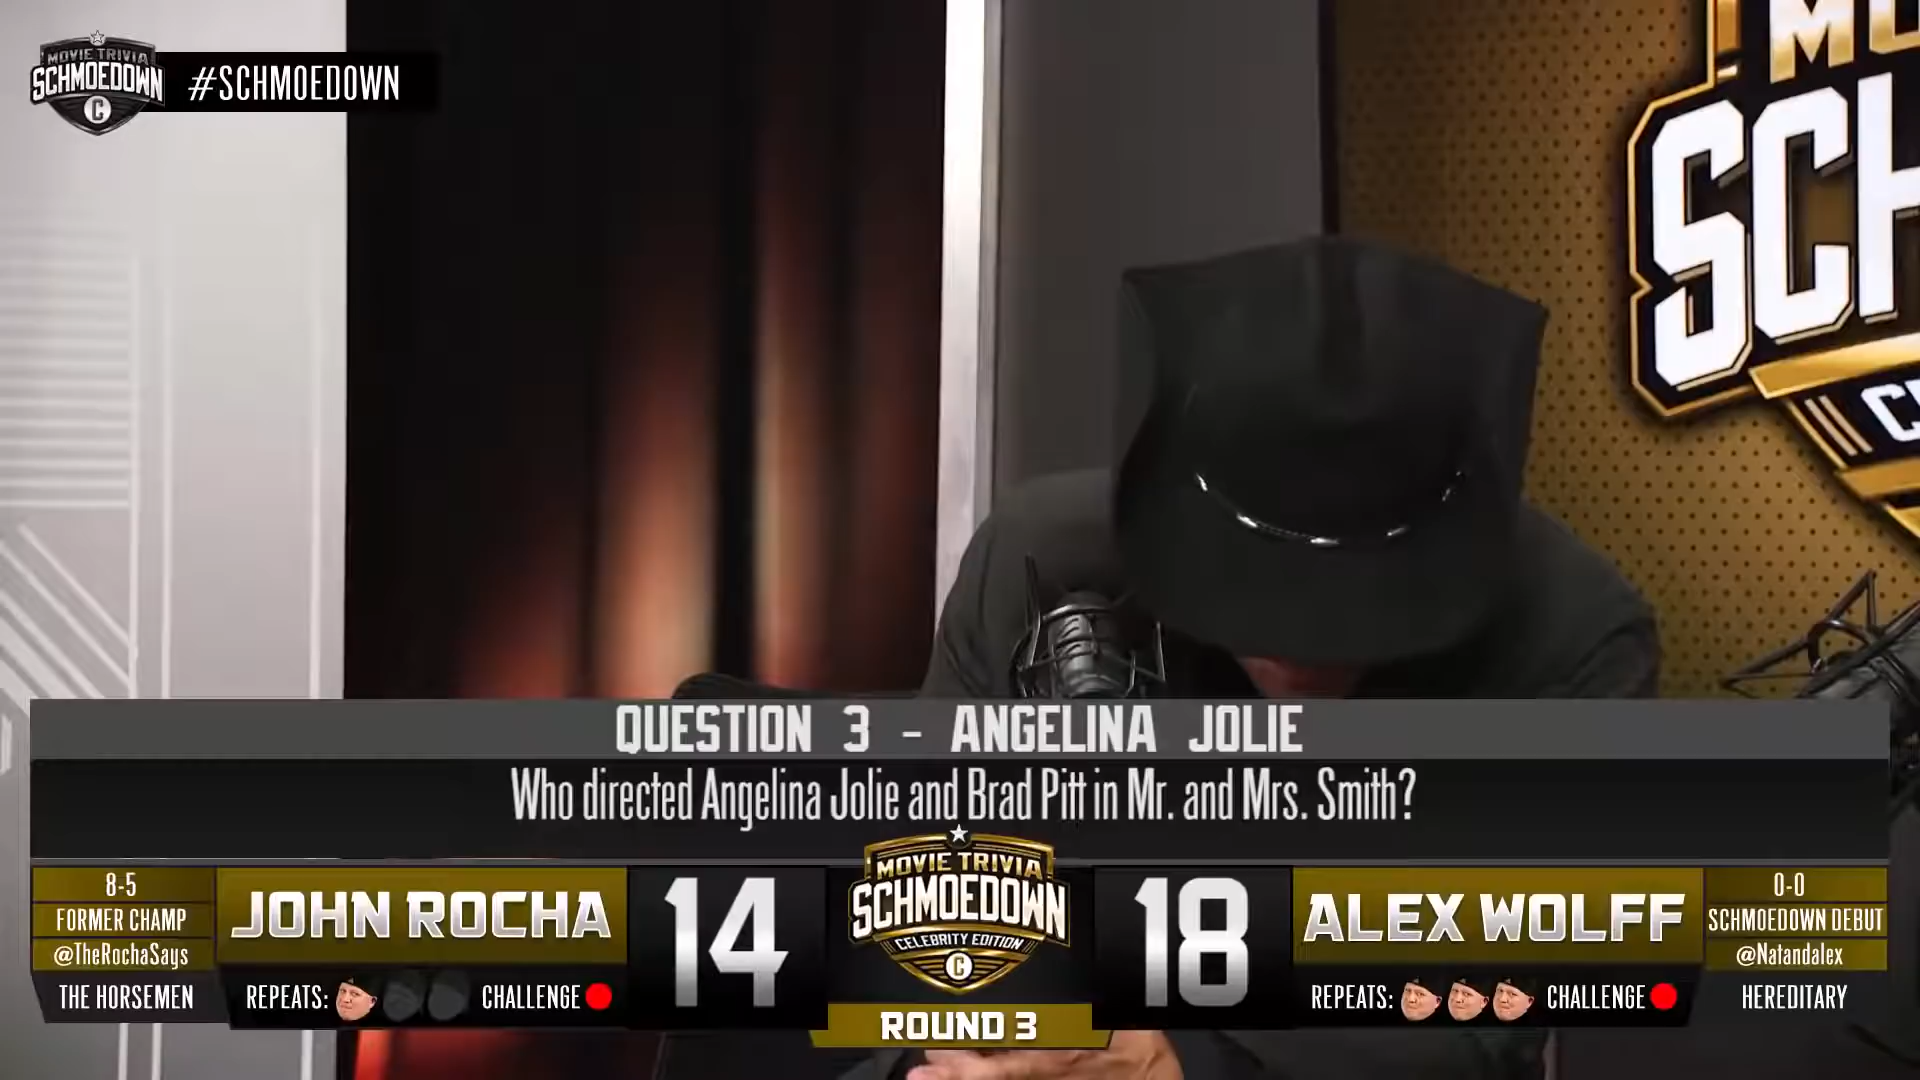 MOVIE TRIVIA
SCHMOEDOWN
C
#SCHMOEDOWN
QUESTION 3 - ANGELINA JOLIE
Who directed Angelina Jolie and Brad Pitt in Mr. and Mrs. Smith?
8-5
FORMER CHAMP
@TheRochaSays
THE HORSEMEN
JOHN ROCHA
REPEATS:
CHALLENGE
14
MOVIE TRIVIA
SCHMOEDOWN
CELEBRITY EDITION
C
ROUND 3
18
ALEX WOLFF
REPEATS:
CHALLENGE
0-0
SCHMOEDOWN DEBUT
@Natandalex
HEREDITARY